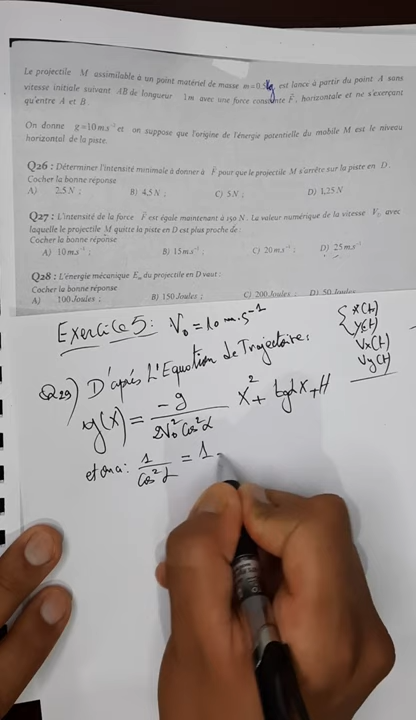 Le projectile M assimilable à un point matériel de masse m=0.5kg est lancé à partir du point A sans
vitesse initiale suivant AB de longueur 1m avec une force constante F⃗, horizontale et ne s'exerçant
qu'entre A et B.
On donne g=10m.s⁻² et on suppose que l'origine de l'énergie potentielle du mobile M est le niveau
horizontal de la piste.
Q26 : Déterminer l'intensité minimale à donner à F⃗ pour que le projectile M s'arrête sur la piste en D.
Cocher la bonne réponse
A) 2,5 N ; B) 4,5 N ; C) 5 N ; D) 1,25 N
Q27 : L'intensité de la force F⃗ est égale maintenant à 150 N. La valeur numérique de la vitesse V₀ avec
laquelle le projectile M quitte la piste en D est plus proche de :
Cocher la bonne réponse
A) 10 m.s⁻¹ ; B) 15 m.s⁻¹ ; C) 20 m.s⁻¹ ; D) 25 m.s⁻¹
Q28 : L'énergie mécanique Eₘ du projectile en D vaut :
Cocher la bonne réponse
A) 100 Joules ; B) 150 Joules ; C) 200 Joules ; D) 50 Joules
Exercice 5: V₀ = 10 m.s⁻¹
{ x(t)
y(t)
Vx(t)
Vy(t)
Q29) D'après L'Equation de Trajectoire:
y(x) = -g / 2V₀² cos²α x² + tgα x + H
et on a: 1 / cos²α = 1